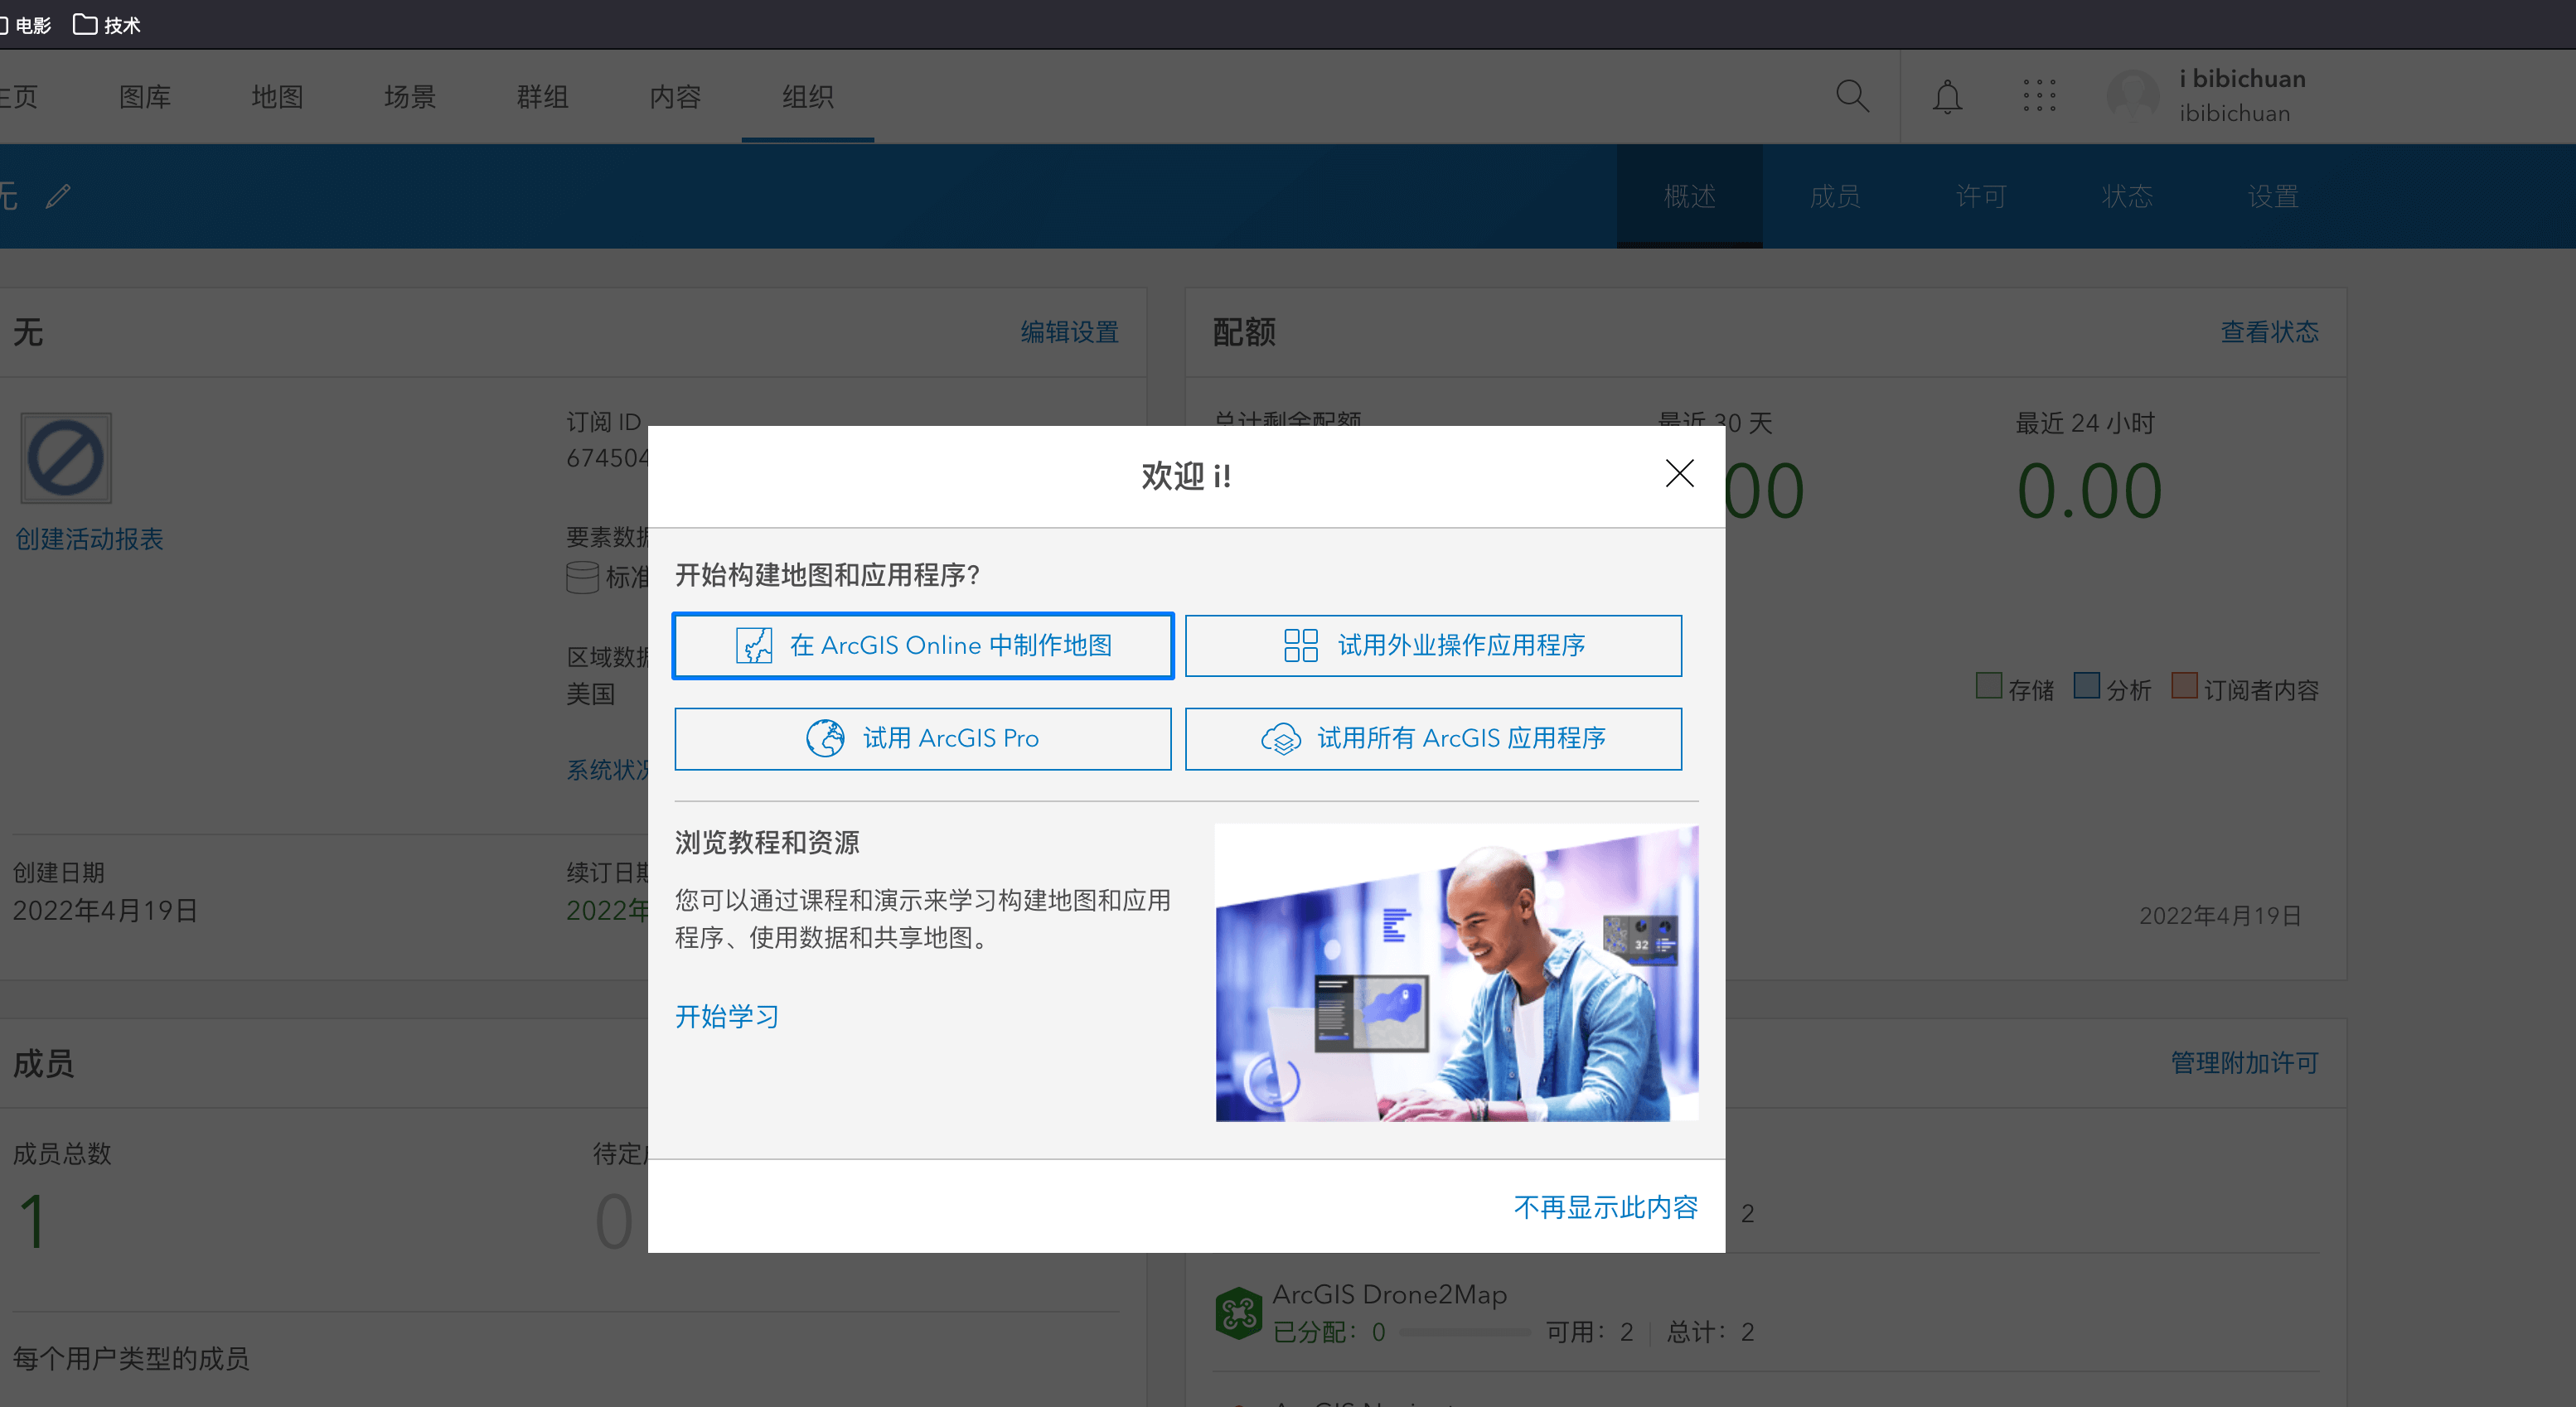 电影 技术
主页 图库 地图 场景 群组 内容 组织
i bibichuan
ibibichuan
无 概述 成员 许可 状态 设置
无 编辑设置
创建活动报表
订阅 ID
674504
要素数据
标准
区域数据
美国
系统状况
创建日期
2022年4月19日
续订日期
2022年
配额 查看状态
总计剩余配额 最近 30 天 最近 24 小时
00 0.00
存储 分析 订阅者内容
2022年4月19日
欢迎 i!
开始构建地图和应用程序?
在 ArcGIS Online 中制作地图 试用外业操作应用程序
试用 ArcGIS Pro 试用所有 ArcGIS 应用程序
浏览教程和资源
您可以通过课程和演示来学习构建地图和应用
程序、使用数据和共享地图。
开始学习
32
不再显示此内容
成员
成员总数 待定
1 0
每个用户类型的成员
管理附加许可
2
ArcGIS Drone2Map
已分配：0 可用：2 总计：2